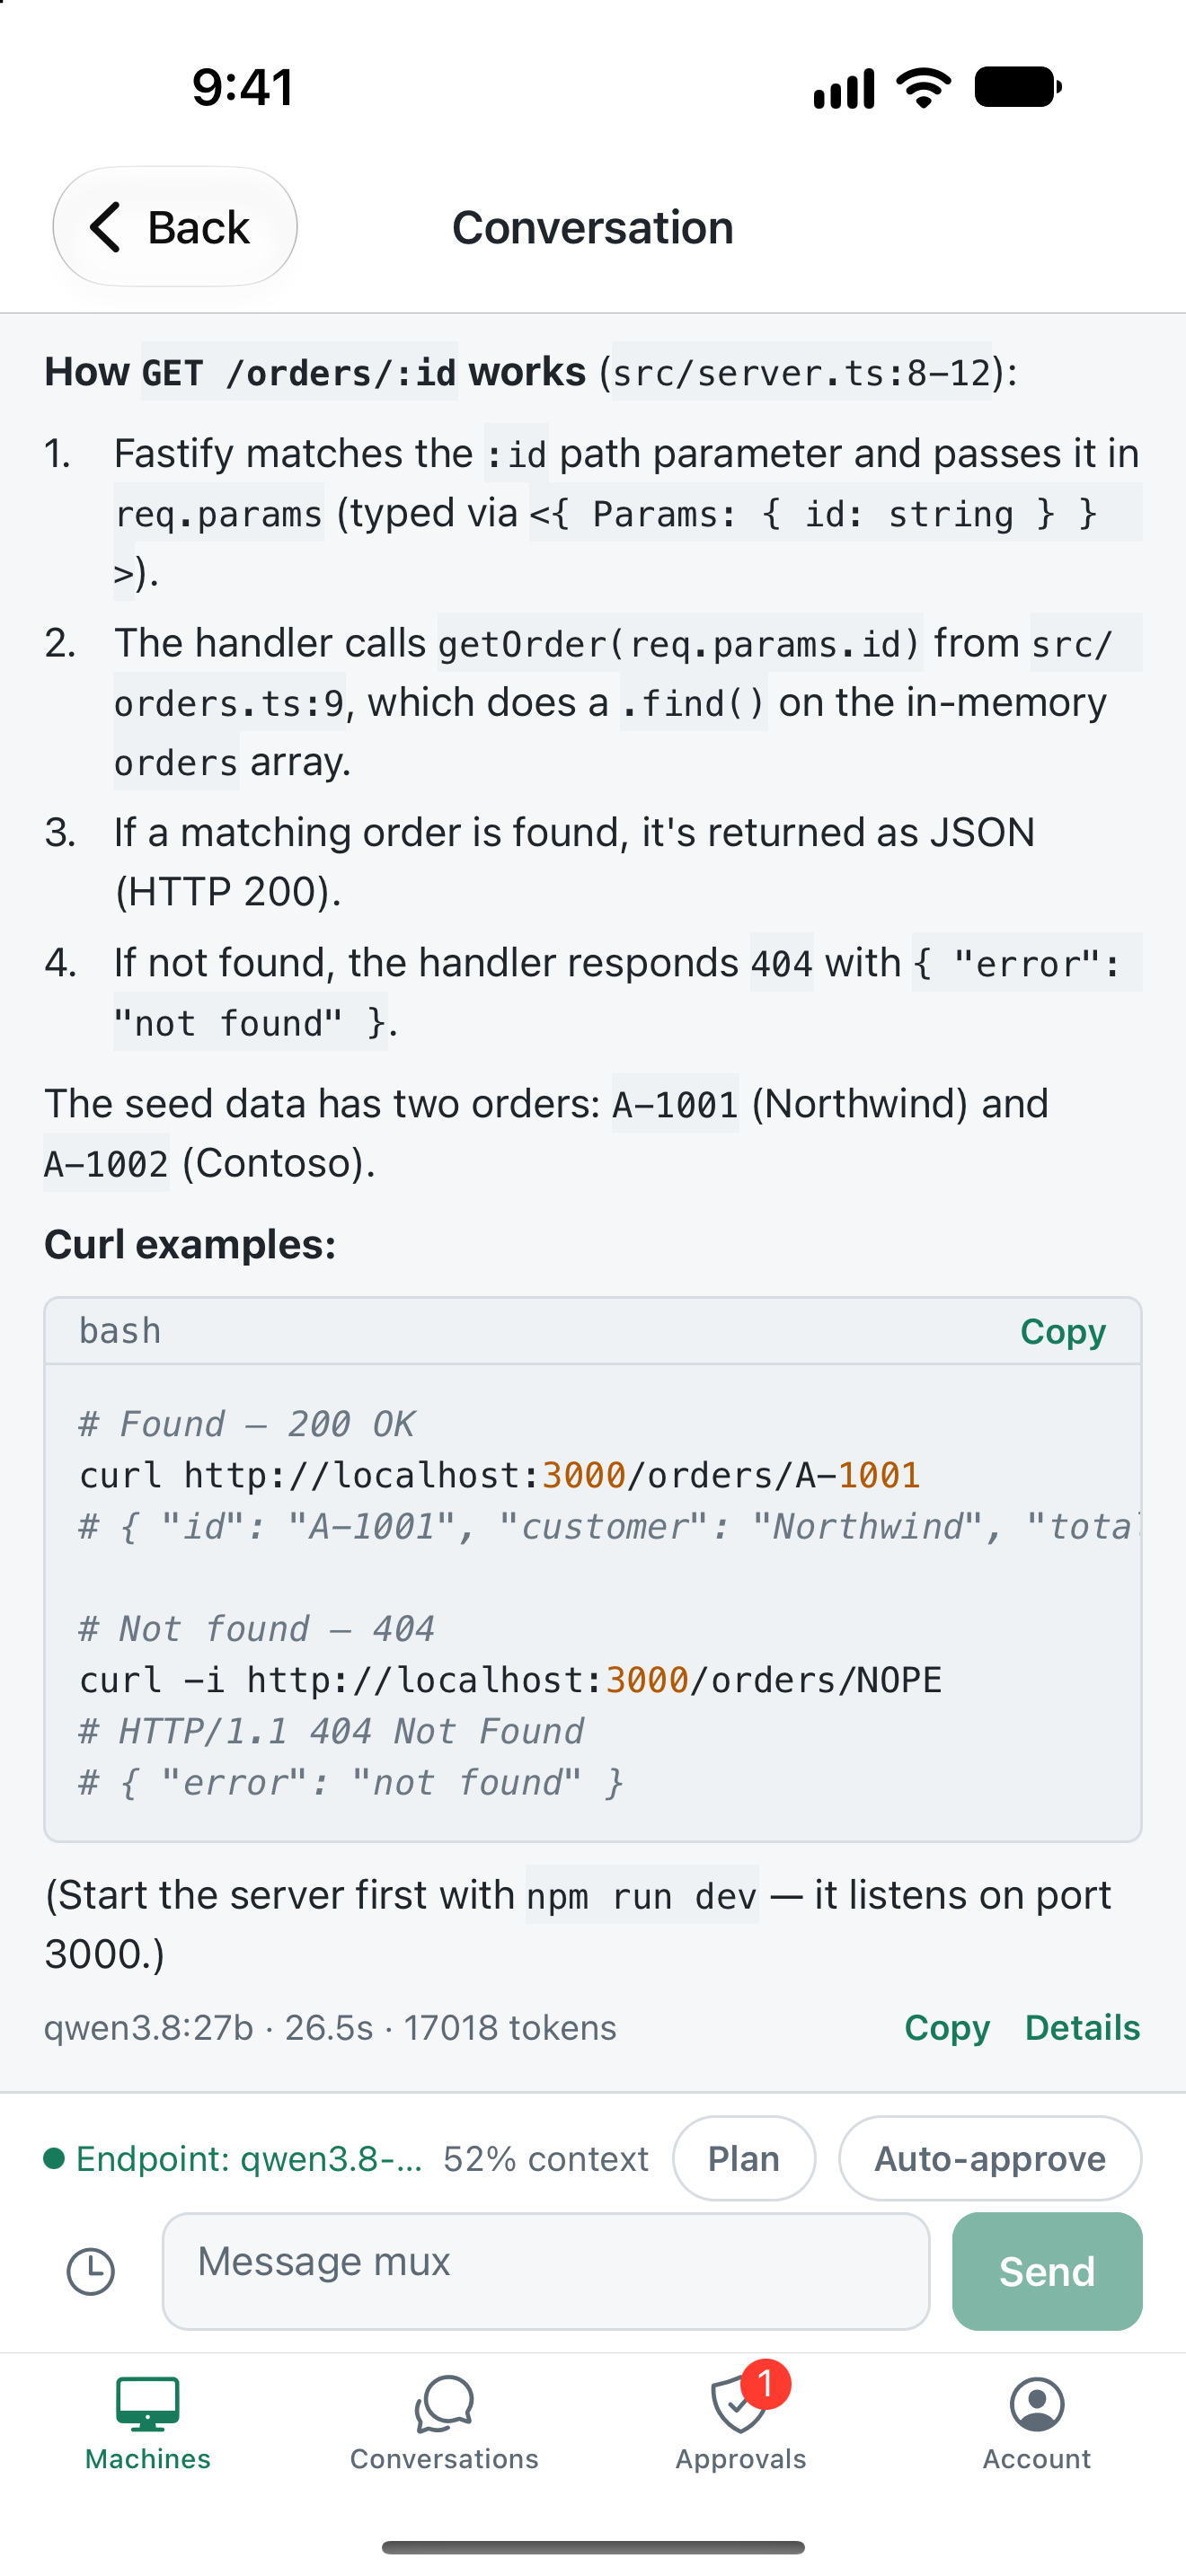 9:41
Back
Conversation
How GET /orders/:id works (src/server.ts:8–12):
1. Fastify matches the :id path parameter and passes it in
req.params (typed via <{ Params: { id: string } }
>).
2. The handler calls getOrder(req.params.id) from src/
orders.ts:9, which does a .find() on the in-memory
orders array.
3. If a matching order is found, it's returned as JSON
(HTTP 200).
4. If not found, the handler responds 404 with { "error":
"not found" }.
The seed data has two orders: A-1001 (Northwind) and
A-1002 (Contoso).
Curl examples:
bash
Copy
# Found — 200 OK
curl http://localhost:3000/orders/A-1001
# { "id": "A-1001", "customer": "Northwind", "tota
# Not found — 404
curl -i http://localhost:3000/orders/NOPE
# HTTP/1.1 404 Not Found
# { "error": "not found" }
(Start the server first with npm run dev — it listens on port
3000.)
qwen3.8:27b · 26.5s · 17018 tokens
Copy Details
Endpoint: qwen3.8-... 52% context Plan Auto-approve
Message mux
Send
1
Machines Conversations Approvals Account